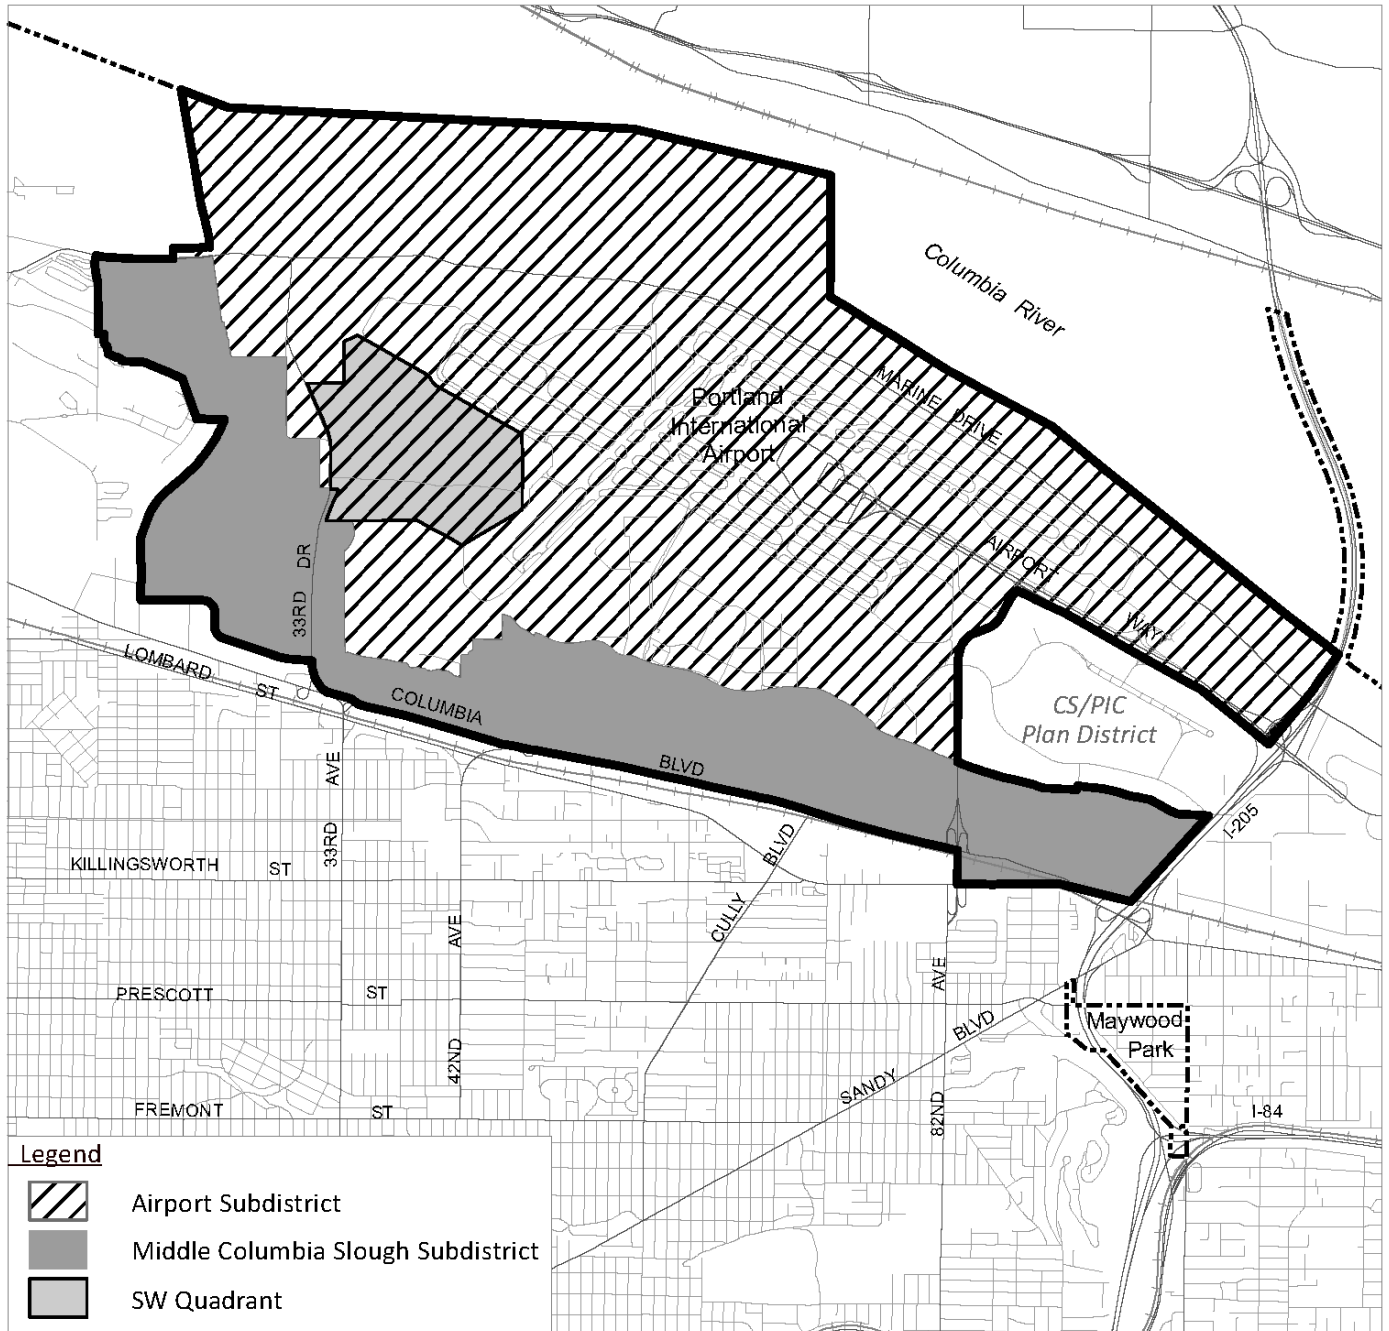 Columbia River
MARINE DRIVE
Portland
International
Airport
AIRPORT
WAY
33RD DR
LOMBARD
ST
COLUMBIA
BLVD
CS/PIC
Plan District
I-205
33RD AVE
KILLINGSWORTH ST
CULLY BLVD
42ND AVE
PRESCOTT ST
82ND AVE
SANDY BLVD
Maywood
Park
FREMONT ST
I-84
Legend
Airport Subdistrict
Middle Columbia Slough Subdistrict
SW Quadrant